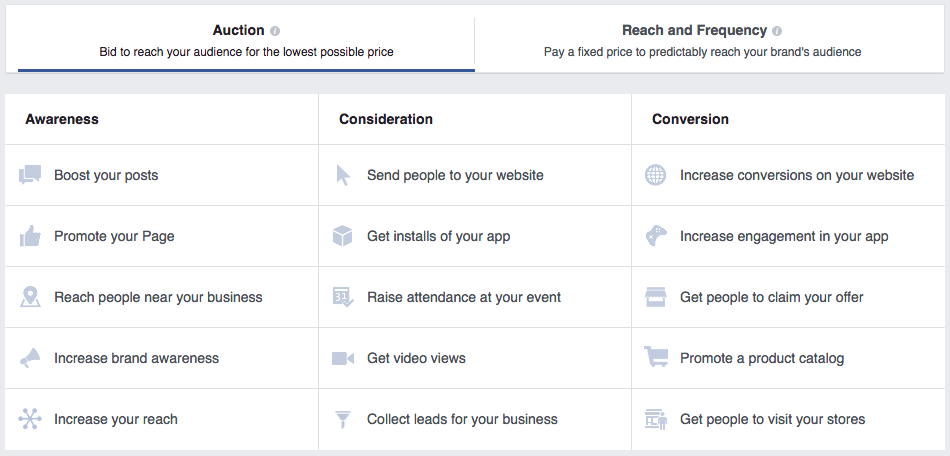 Auction
Bid to reach your audience for the lowest possible price
Reach and Frequency
Pay a fixed price to predictably reach your brand's audience
Awareness
Consideration
Conversion
Boost your posts
Send people to your website
Increase conversions on your website
Promote your Page
Get installs of your app
Increase engagement in your app
Reach people near your business
31
Raise attendance at your event
Get people to claim your offer
Increase brand awareness
Get video views
Promote a product catalog
Increase your reach
Collect leads for your business
Get people to visit your stores